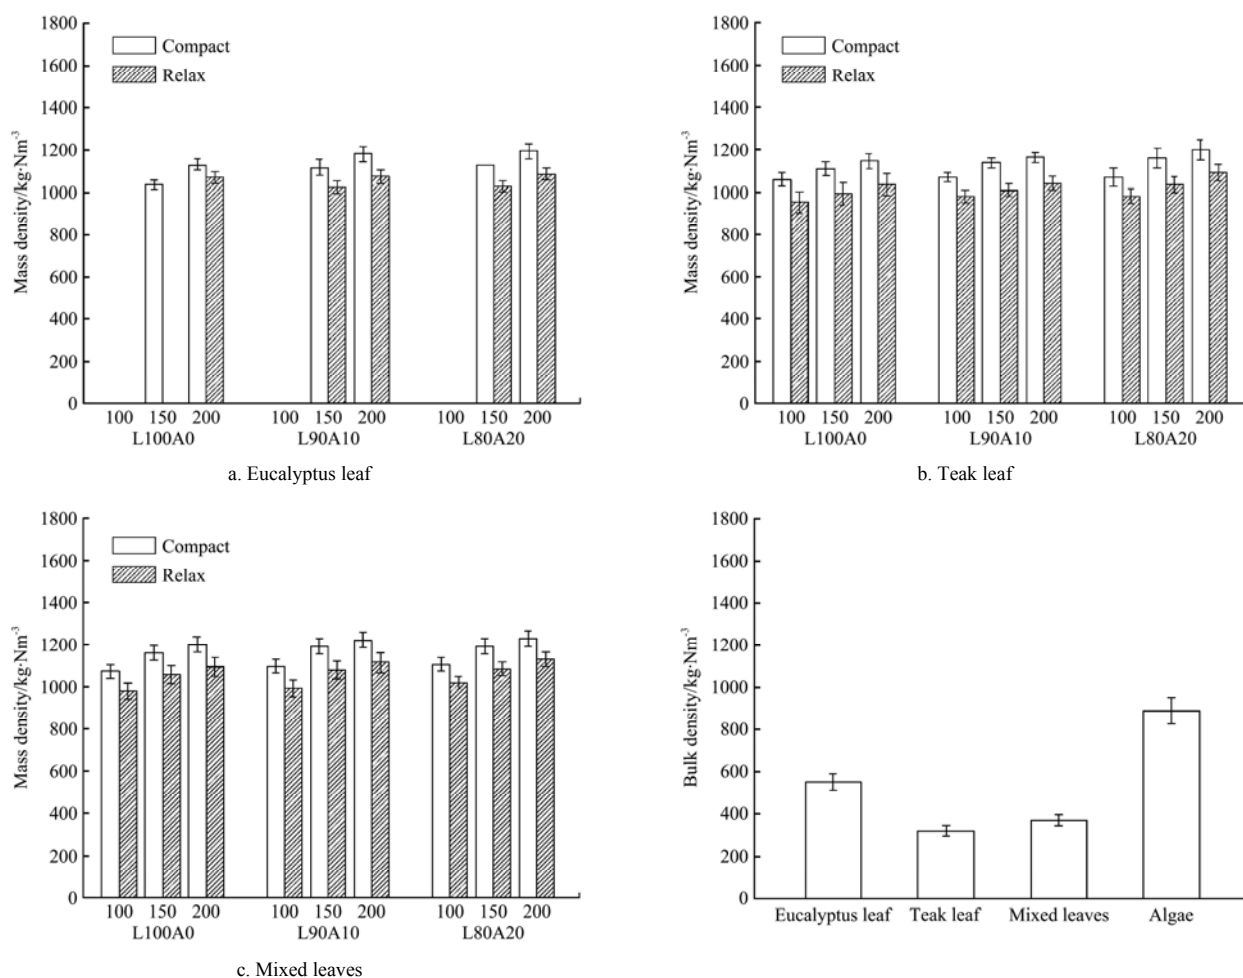 1800
1600
1400
1200
1000
800
600
400
200
0
Mass density/kg·Nm⁻³
Compact
Relax
100 150 200 100 150 200 100 150 200
L100A0 L90A10 L80A20
a. Eucalyptus leaf
1800
1600
1400
1200
1000
800
600
400
200
0
Mass density/kg·Nm⁻³
Compact
Relax
100 150 200 100 150 200 100 150 200
L100A0 L90A10 L80A20
b. Teak leaf
1800
1600
1400
1200
1000
800
600
400
200
0
Mass density/kg·Nm⁻³
Compact
Relax
100 150 200 100 150 200 100 150 200
L100A0 L90A10 L80A20
c. Mixed leaves
1800
1600
1400
1200
1000
800
600
400
200
0
Bulk density/kg·Nm⁻³
Eucalyptus leaf Teak leaf Mixed leaves Algae